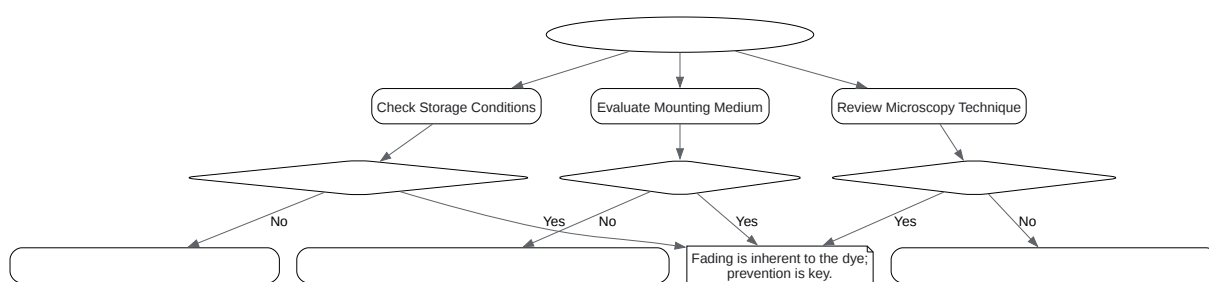 Check Storage Conditions
Evaluate Mounting Medium
Review Microscopy Technique
No
Yes
No
Yes
Yes
No
Fading is inherent to the dye;
prevention is key.